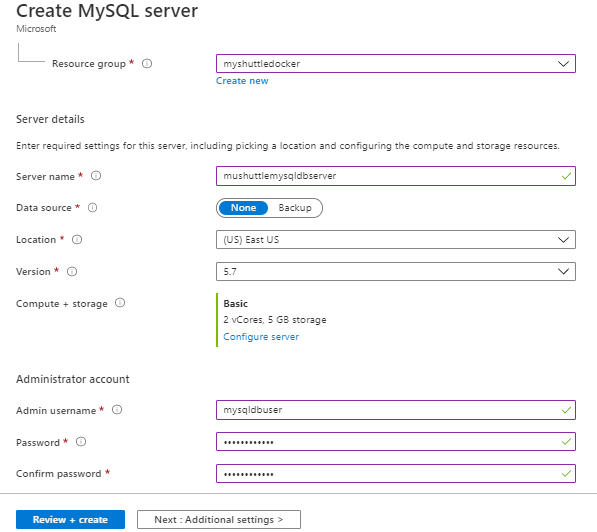 Create MySQL server
Microsoft
Resource group *
myshuttledocker
Create new
Server details
Enter required settings for this server, including picking a location and configuring the compute and storage resources.
Server name *
mushuttlemysqldbserver
Data source *
None Backup
Location *
(US) East US
Version *
5.7
Compute + storage
Basic
2 vCores, 5 GB storage
Configure server
Administrator account
Admin username *
mysqldbuser
Password *
••••••••••••
Confirm password *
••••••••••••
Review + create
Next : Additional settings >